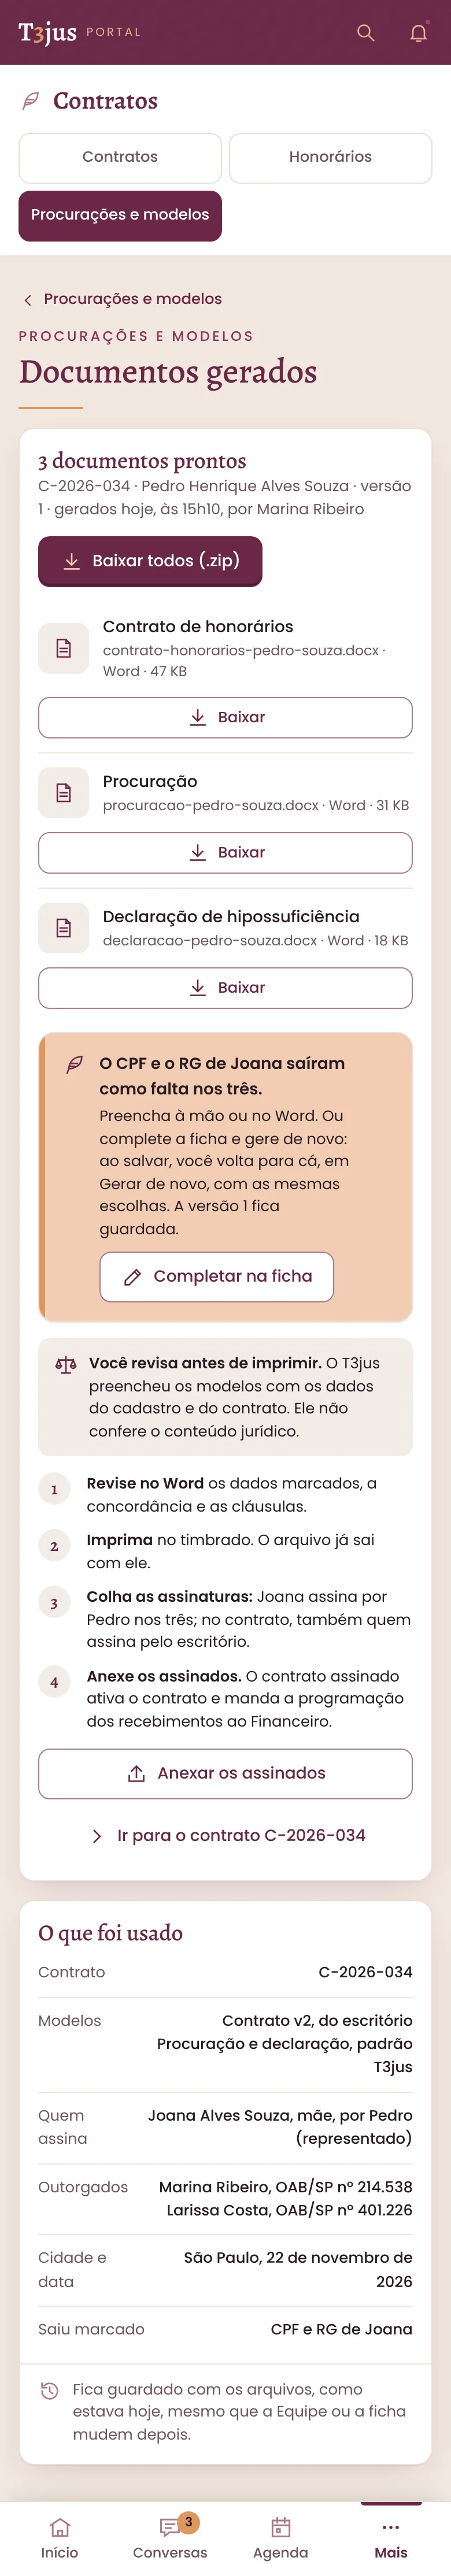 T3jus PORTAL
Contratos
Contratos
Honorários
Procurações e modelos
Procurações e modelos
PROCURAÇÕES E MODELOS
Documentos gerados
3 documentos prontos
C-2026-034 · Pedro Henrique Alves Souza · versão
1 · gerados hoje, às 15h10, por Marina Ribeiro
Baixar todos (.zip)
Contrato de honorários
contrato-honorarios-pedro-souza.docx ·
Word · 47 KB
Baixar
Procuração
procuracao-pedro-souza.docx · Word · 31 KB
Baixar
Declaração de hipossuficiência
declaracao-pedro-souza.docx · Word · 18 KB
Baixar
O CPF e o RG de Joana saíram
como falta nos três.
Preencha à mão ou no Word. Ou
complete a ficha e gere de novo:
ao salvar, você volta para cá, em
Gerar de novo, com as mesmas
escolhas. A versão 1 fica
guardada.
Completar na ficha
Você revisa antes de imprimir. O T3jus
preencheu os modelos com os dados
do cadastro e do contrato. Ele não
confere o conteúdo jurídico.
1 Revise no Word os dados marcados, a
concordância e as cláusulas.
2 Imprima no timbrado. O arquivo já sai
com ele.
3 Colha as assinaturas: Joana assina por
Pedro nos três; no contrato, também quem
assina pelo escritório.
4 Anexe os assinados. O contrato assinado
ativa o contrato e manda a programação
dos recebimentos ao Financeiro.
Anexar os assinados
Ir para o contrato C-2026-034
O que foi usado
Contrato C-2026-034
Modelos Contrato v2, do escritório
Procuração e declaração, padrão
T3jus
Quem Joana Alves Souza, mãe, por Pedro
assina (representado)
Outorgados Marina Ribeiro, OAB/SP nº 214.538
Larissa Costa, OAB/SP nº 401.226
Cidade e São Paulo, 22 de novembro de
data 2026
Saiu marcado CPF e RG de Joana
Fica guardado com os arquivos, como
estava hoje, mesmo que a Equipe ou a ficha
mudem depois.
3
Início Conversas Agenda Mais